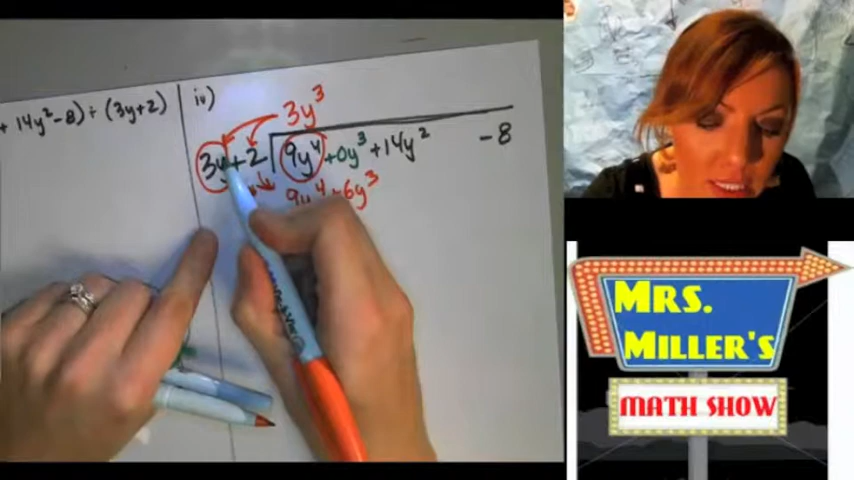 + 14y² - 8) ÷ (3y + 2)
iv)
3y³
3y + 2 9y⁴ + 0y³ + 14y² - 8
9y⁴ + 6y³
MRS.
MILLER'S
MATH SHOW